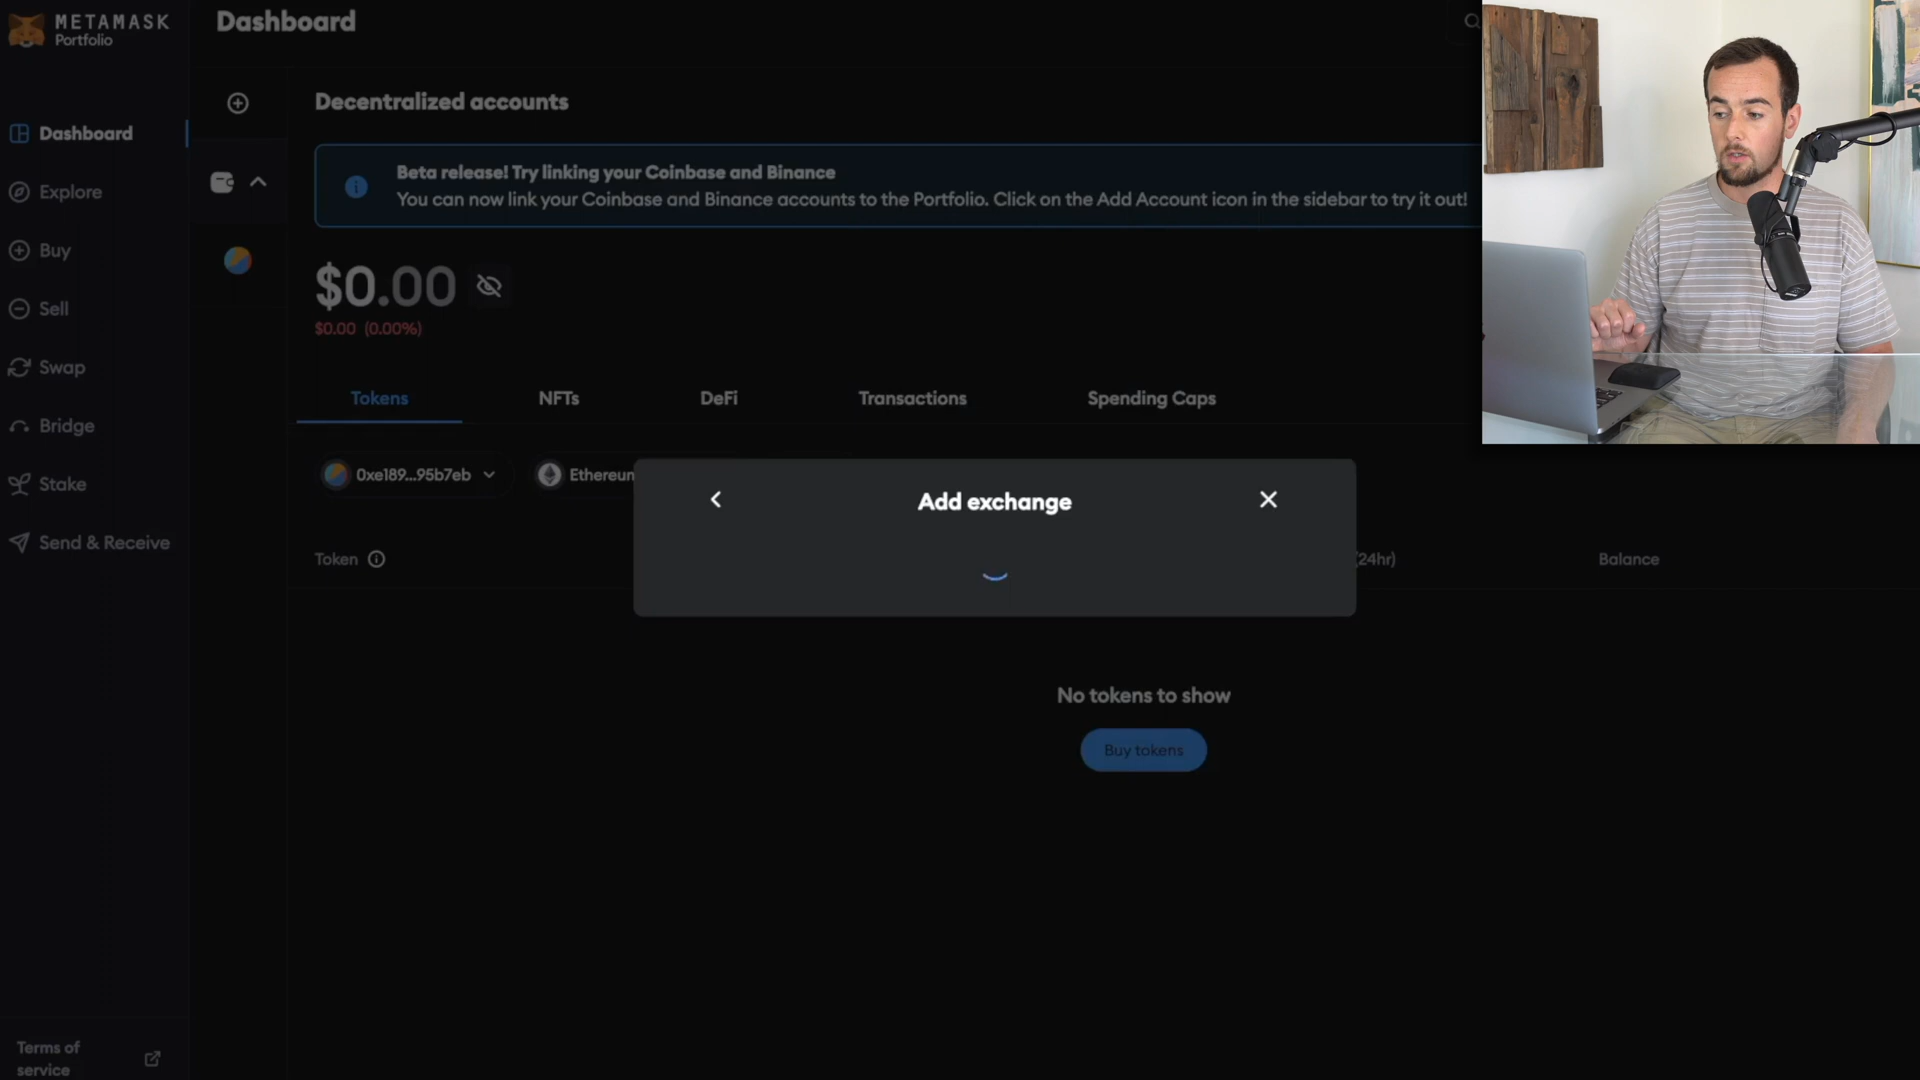 METAMASK
Portfolio
Dashboard
Dashboard
Explore
Buy
Sell
Swap
Bridge
Stake
Send & Receive
Terms of
service
Decentralized accounts
Beta release! Try linking your Coinbase and Binance
You can now link your Coinbase and Binance accounts to the Portfolio. Click on the Add Account icon in the sidebar to try it out!
$0.00
$0.00 (0.00%)
Tokens NFTs DeFi Transactions Spending Caps
0xe189...95b7eb Ethereum
Add exchange
Token (24hr) Balance
No tokens to show
Buy tokens